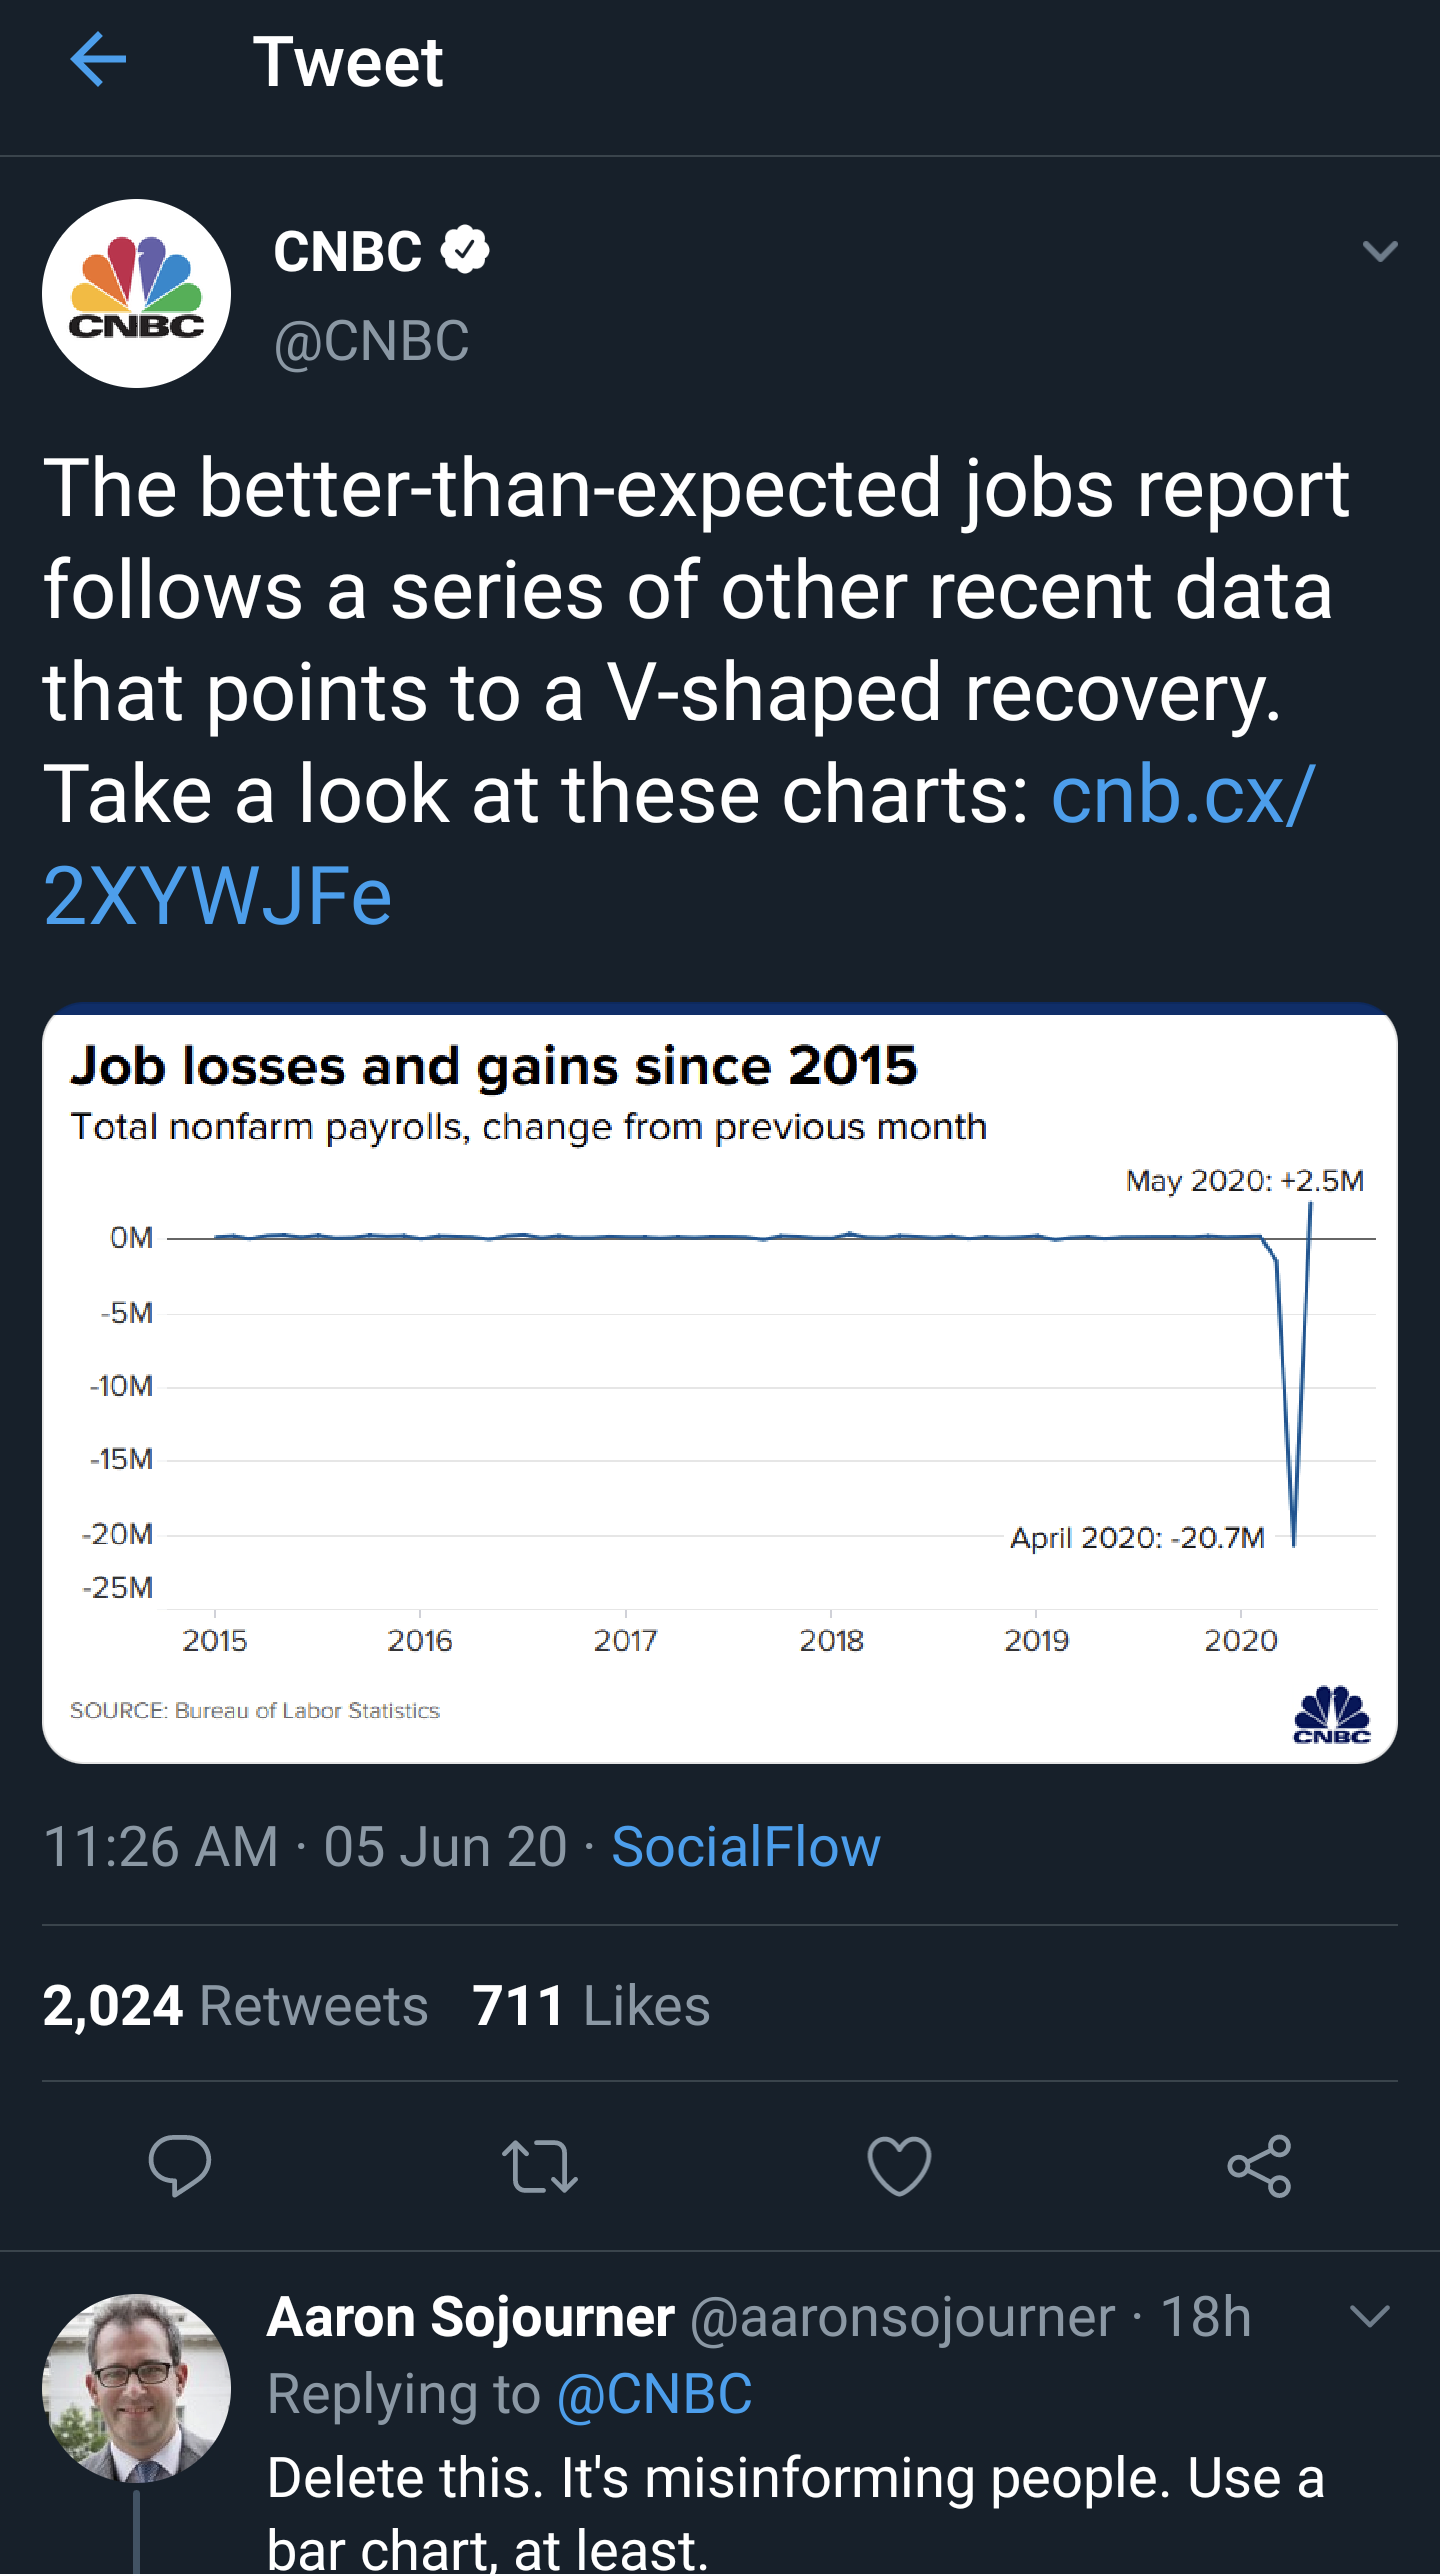 Tweet
CNBC
CNBC
@CNBC
The better-than-expected jobs report
follows a series of other recent data
that points to a V-shaped recovery.
Take a look at these charts: cnb.cx/
2XYWJFe
Job losses and gains since 2015
Total nonfarm payrolls, change from previous month
May 2020: +2.5M
0M
-5M
-10M
-15M
-20M
April 2020: -20.7M
-25M
2015 2016 2017 2018 2019 2020
SOURCE: Bureau of Labor Statistics
CNBC
11:26 AM · 05 Jun 20 · SocialFlow
2,024 Retweets 711 Likes
Aaron Sojourner @aaronsojourner · 18h
Replying to @CNBC
Delete this. It's misinforming people. Use a
bar chart, at least.